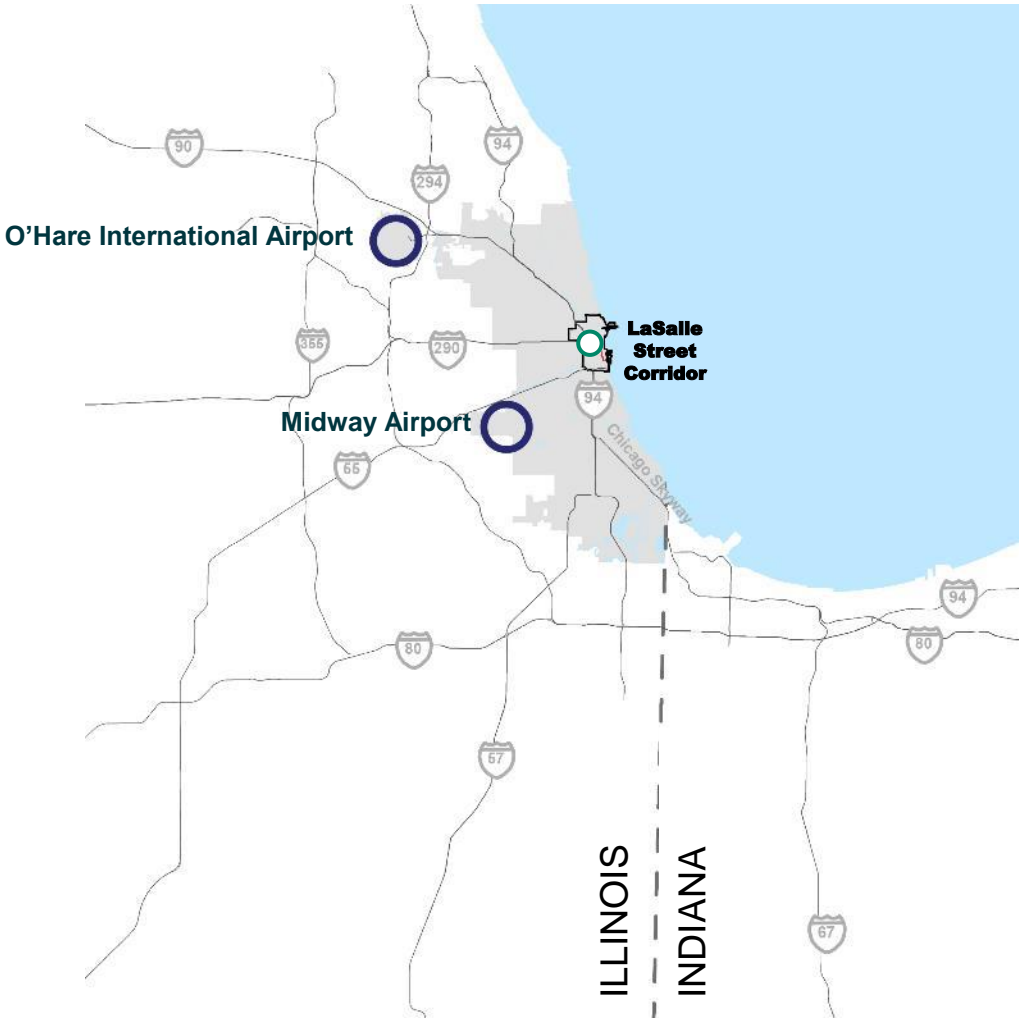 90
94
294
O'Hare International Airport
LaSalle
Street
Corridor
355
290
94
Midway Airport
Chicago Skyway
55
94
80
80
57
ILLINOIS
INDIANA
67